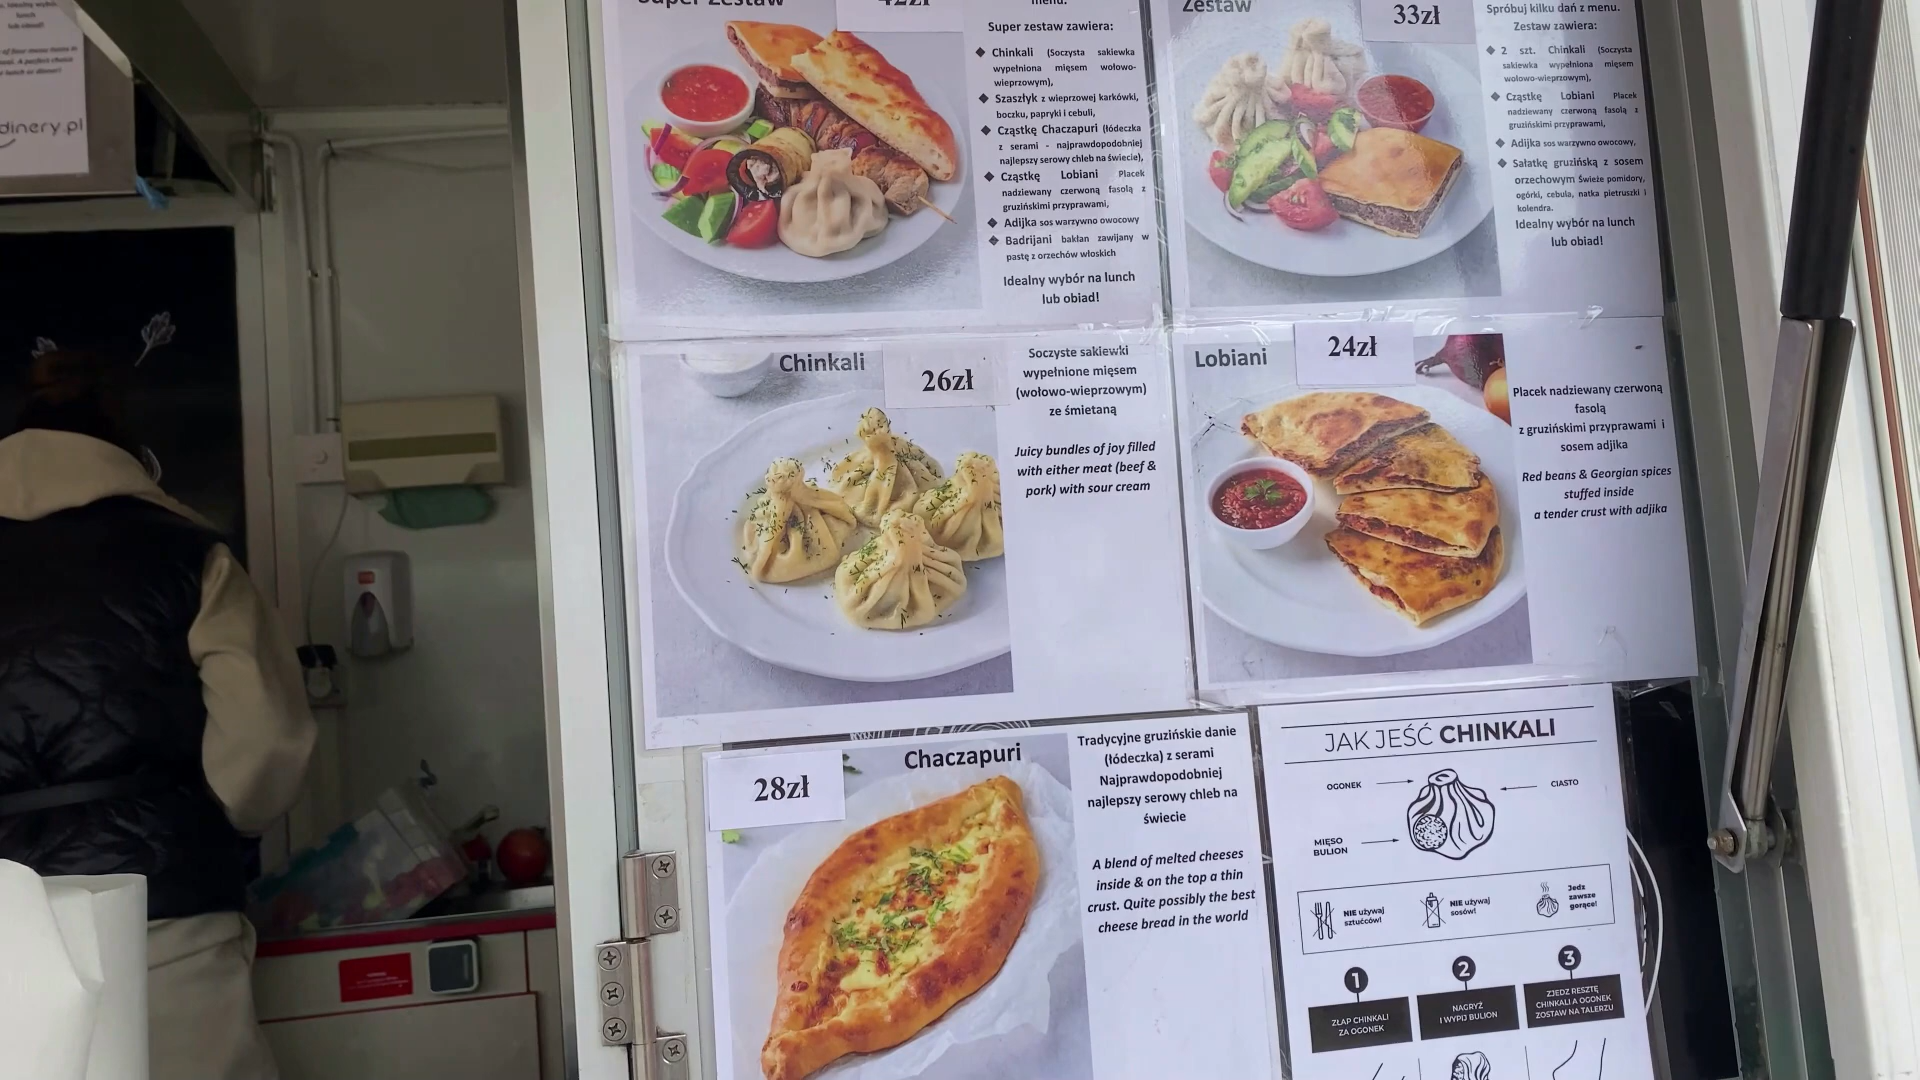 lunch
dinery.pl
Super Zestaw
42zł
menu.
Super zestaw zawiera:
❖ Chinkali (Soczysta sakiewka
wypełniona mięsem wołowo-
wieprzowym),
❖ Szaszłyk z wieprzowej karkówki,
boczku, papryki i cebuli,
❖ Cząstkę Chaczapuri (łódeczka
z serami - najprawdopodobniej
najlepszy serowy chleb na świecie),
❖ Cząstkę Lobiani Placek
nadziewany czerwoną fasolą z
gruzińskimi przyprawami,
❖ Adijka sos warzywno owocowy
❖ Badrijani bakłan zawijany w
pastę z orzechów włoskich
Idealny wybór na lunch
lub obiad!
Zestaw
33zł
Spróbuj kilku dań z menu.
Zestaw zawiera:
❖ 2 szt. Chinkali (Soczysta
sakiewka wypełniona mięsem
wołowo-wieprzowym),
❖ Cząstkę Lobiani Placek
nadziewany czerwoną fasolą z
gruzińskimi przyprawami,
❖ Adijka sos warzywno owocowy,
❖ Sałatkę gruzińską z sosem
orzechowym Świeże pomidory,
ogórki, cebula, natka pietruszki i
kolendra.
Idealny wybór na lunch
lub obiad!
Chinkali
26zł
Soczyste sakiewki
wypełnione mięsem
(wołowo-wieprzowym)
ze śmietaną
Juicy bundles of joy filled
with either meat (beef &
pork) with sour cream
Lobiani
24zł
Placek nadziewany czerwoną
fasolą
z gruzińskimi przyprawami i
sosem adjika
Red beans & Georgian spices
stuffed inside
a tender crust with adjika
Chaczapuri
28zł
Tradycyjne gruzińskie danie
(łódeczka) z serami
Najprawdopodobniej
najlepszy serowy chleb na
świecie
A blend of melted cheeses
inside & on the top a thin
crust. Quite possibly the best
cheese bread in the world
JAK JEŚĆ CHINKALI
OGONEK
CIASTO
MIĘSO
BULION
NIE używaj
sztućców!
NIE używaj
sosów!
Jedz
zawsze
gorące!
1
2
3
ZŁAP CHINKALI
ZA OGONEK
NAGRYŹ
I WYPIJ BULION
ZJEDZ RESZTĘ
CHINKALI A OGONEK
ZOSTAW NA TALERZU